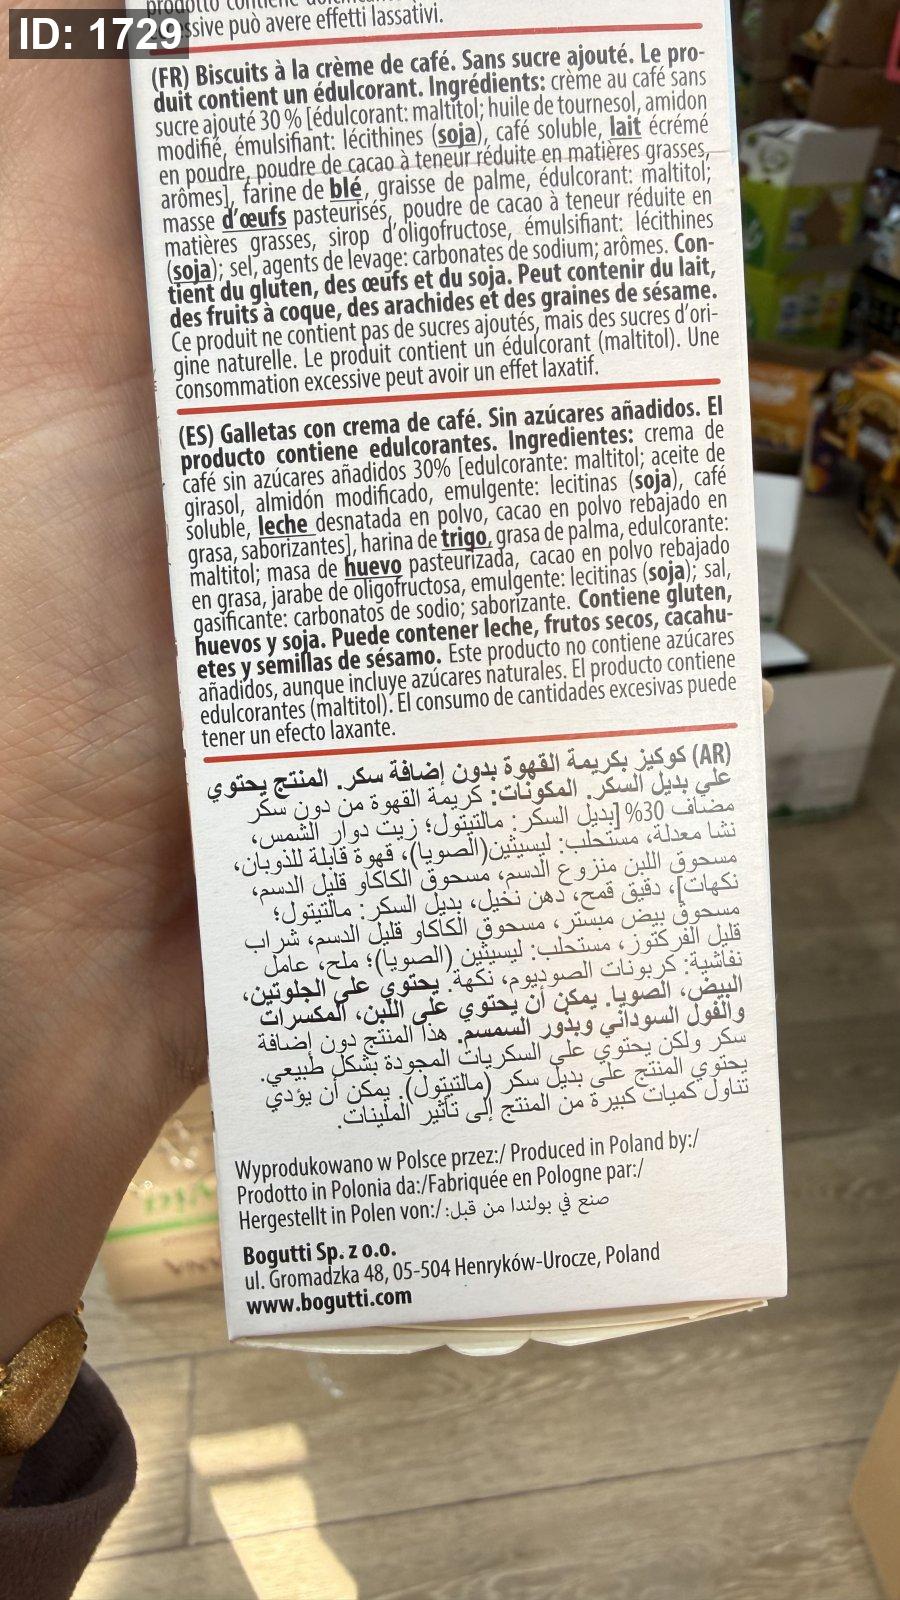 ID: 1729
essive può avere effetti lassativi.
(FR) Biscuits à la crème de café. Sans sucre ajouté. Le pro-
duit contient un édulcorant. Ingrédients: crème au café sans
sucre ajouté 30 % [édulcorant: maltitol; huile de tournesol, amidon
modifié, émulsifiant: lécithines (soja), café soluble, lait écrémé
en poudre, poudre de cacao à teneur réduite en matières grasses,
arômes], farine de blé, graisse de palme, édulcorant: maltitol;
masse d'œufs pasteurisés, poudre de cacao à teneur réduite en
matières grasses, sirop d'oligofructose, émulsifiant: lécithines
(soja); sel, agents de levage: carbonates de sodium; arômes. Con-
tient du gluten, des œufs et du soja. Peut contenir du lait,
des fruits à coque, des arachides et des graines de sésame.
Ce produit ne contient pas de sucres ajoutés, mais des sucres d'ori-
gine naturelle. Le produit contient un édulcorant (maltitol). Une
consommation excessive peut avoir un effet laxatif.
(ES) Galletas con crema de café. Sin azúcares añadidos. El
producto contiene edulcorantes. Ingredientes: crema de
café sin azúcares añadidos 30% [edulcorante: maltitol; aceite de
girasol, almidón modificado, emulgente: lecitinas (soja), café
soluble, leche desnatada en polvo, cacao en polvo rebajado en
grasa, saborizantes], harina de trigo, grasa de palma, edulcorante:
maltitol; masa de huevo pasteurizada, cacao en polvo rebajado
en grasa, jarabe de oligofructosa, emulgente: lecitinas (soja); sal,
gasificante: carbonatos de sodio; saborizante. Contiene gluten,
huevos y soja. Puede contener leche, frutos secos, cacahu-
etes y semillas de sésamo. Este producto no contiene azúcares
añadidos, aunque incluye azúcares naturales. El producto contiene
edulcorantes (maltitol). El consumo de cantidades excesivas puede
tener un efecto laxante.
(AR) كوكيز بكريمة القهوة بدون إضافة سكر. المنتج يحتوي
علي بديل السكر. المكونات: كريمة القهوة من دون سكر
مضاف 30% [بديل السكر: مالتيتول؛ زيت دوار الشمس،
نشا معدلة، مستحلب: ليسيثين(الصويا)، قهوة قابلة للذوبان،
مسحوق اللبن منزوع الدسم، مسحوق الكاكاو قليل الدسم،
نكهات]، دقيق قمح، دهن نخيل، بديل السكر: مالتيتول؛
مسحوق بيض مبستر، مسحوق الكاكاو قليل الدسم، شراب
قليل الفركتوز، مستحلب: ليسيثين (الصويا)؛ ملح، عامل
نفاشية: كربونات الصوديوم، نكهة. يحتوي على الجلوتين،
البيض، الصويا. يمكن أن يحتوي على اللبن، المكسرات
والفول السوداني وبذور السمسم. هذا المنتج دون إضافة
سكر ولكن يحتوي على السكريات المجودة بشكل طبيعي.
يحتوي المنتج على بديل سكر (مالتيتول). يمكن أن يؤدي
تناول كميات كبيرة من المنتج إلى تأثير الملينات.
Wyprodukowano w Polsce przez:/ Produced in Poland by:/
Prodotto in Polonia da:/Fabriquée en Pologne par:/
Hergestellt in Polen von:/ صنع في بولندا من قبل:
Bogutti Sp. z o.o.
ul. Gromadzka 48, 05-504 Henryków-Urocze, Poland
www.bogutti.com